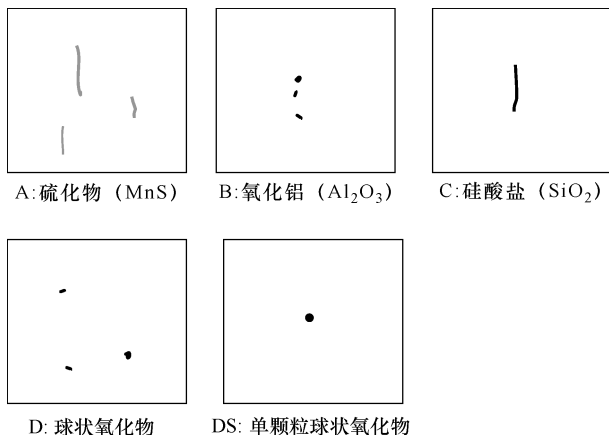 A:硫化物（MnS）
B:氧化铝（Al₂O₃）
C:硅酸盐（SiO₂）
D: 球状氧化物
DS: 单颗粒球状氧化物